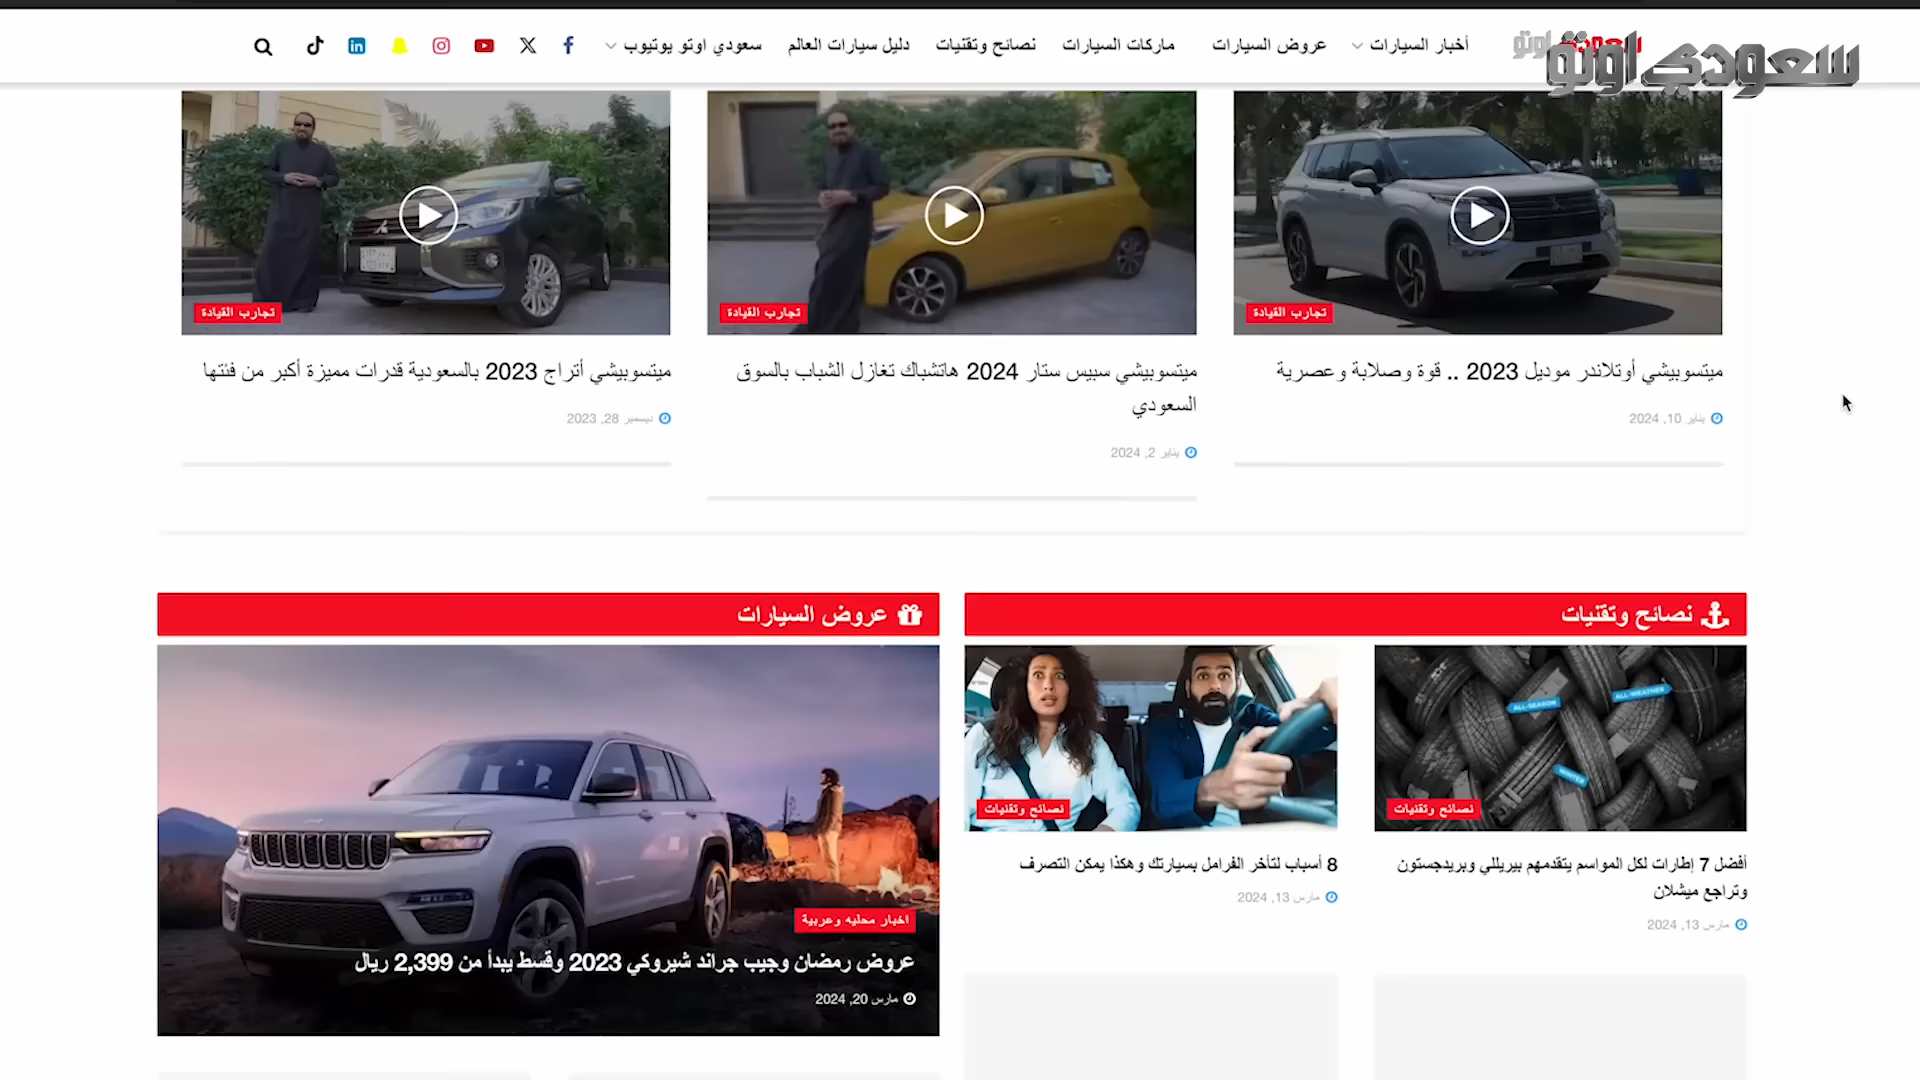 سعودي اوتو
أخبار السيارات
عروض السيارات
ماركات السيارات
نصائح وتقنيات
دليل سيارات العالم
سعودي اوتو يوتيوب
تجارب القيادة
ميتسوبيشي أوتلاندر موديل 2023 .. قوة وصلابة وعصرية
يناير 10, 2024
تجارب القيادة
ميتسوبيشي سبيس ستار 2024 هاتشباك تغازل الشباب بالسوق
السعودي
يناير 2, 2024
تجارب القيادة
ميتسوبيشي أتراج 2023 بالسعودية قدرات مميزة أكبر من فئتها
ديسمبر 28, 2023
نصائح وتقنيات
ALL-SEASON
ALL-WEATHER
WINTER
نصائح وتقنيات
أفضل 7 إطارات لكل المواسم يتقدمهم بيريللي وبريدجستون
وتراجع ميشلان
مارس 13, 2024
نصائح وتقنيات
8 أسباب لتأخر الفرامل بسيارتك وهكذا يمكن التصرف
مارس 13, 2024
عروض السيارات
اخبار محليه وعربية
عروض رمضان وجيب جراند شيروكي 2023 وقسط يبدأ من 2,399 ريال
مارس 20, 2024